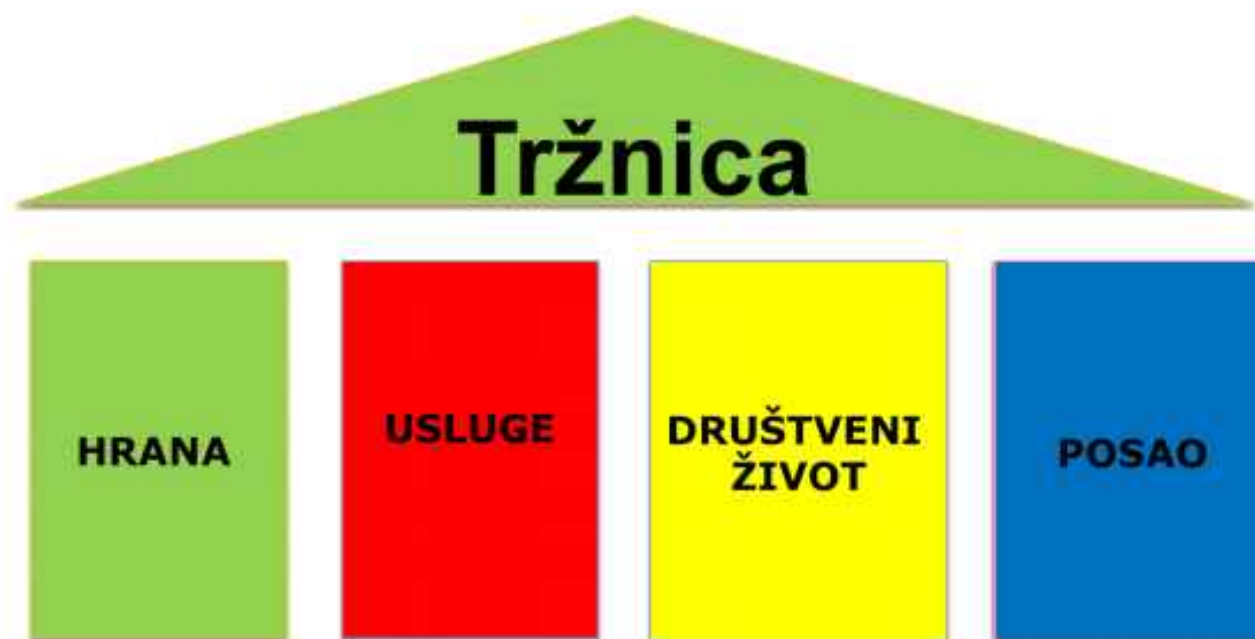 Tržnica
HRANA
USLUGE
DRUŠTVENI
ŽIVOT
POSAO